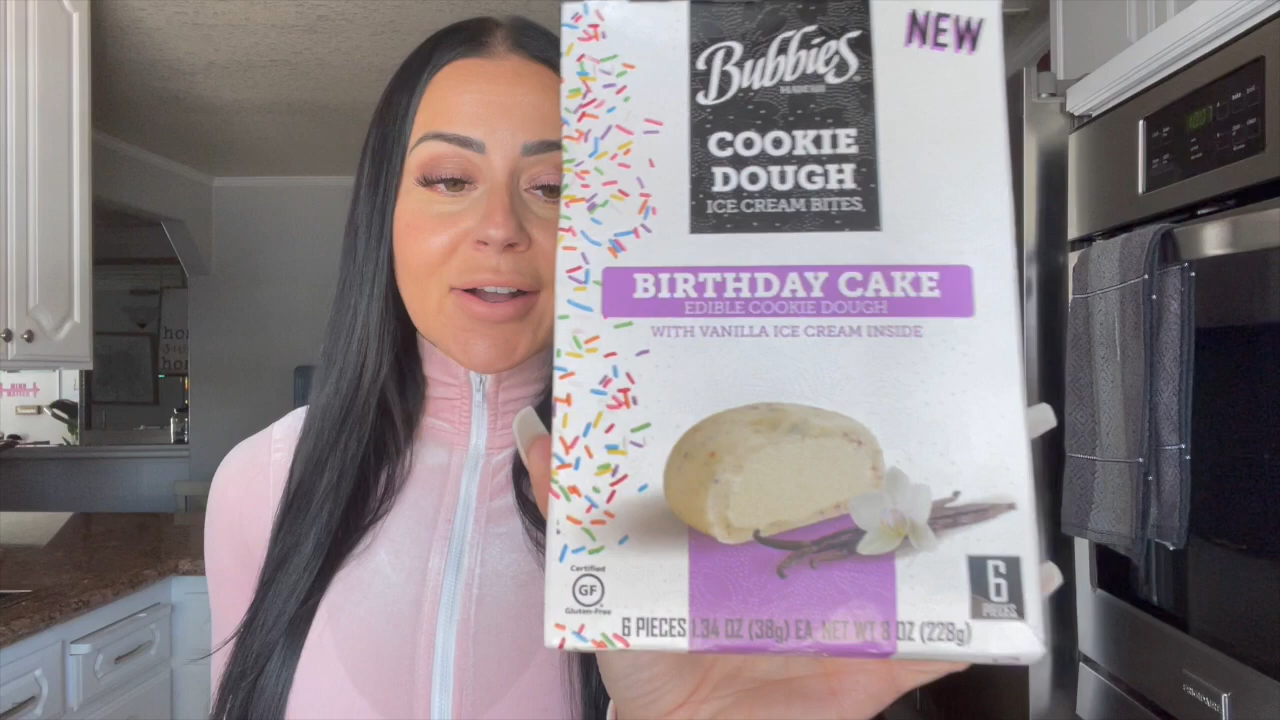 NEW
Bubbies
COOKIE
DOUGH
ICE CREAM BITES
BIRTHDAY CAKE
EDIBLE COOKIE DOUGH
WITH VANILLA ICE CREAM INSIDE
Certified
GF
Gluten-Free
6
PIECES
6 PIECES 1.34 OZ (38g) EA NET WT 8 OZ (228g)
FRIGIDAIRE